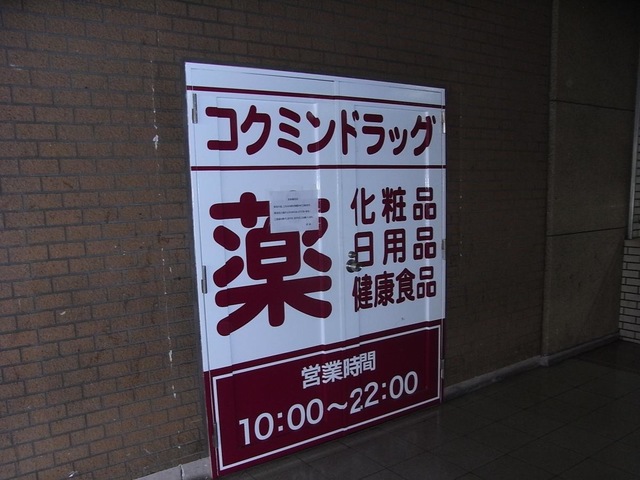 コクミンドラッグ
薬
化粧品
日用品
健康食品
営業時間
10:00〜22:00